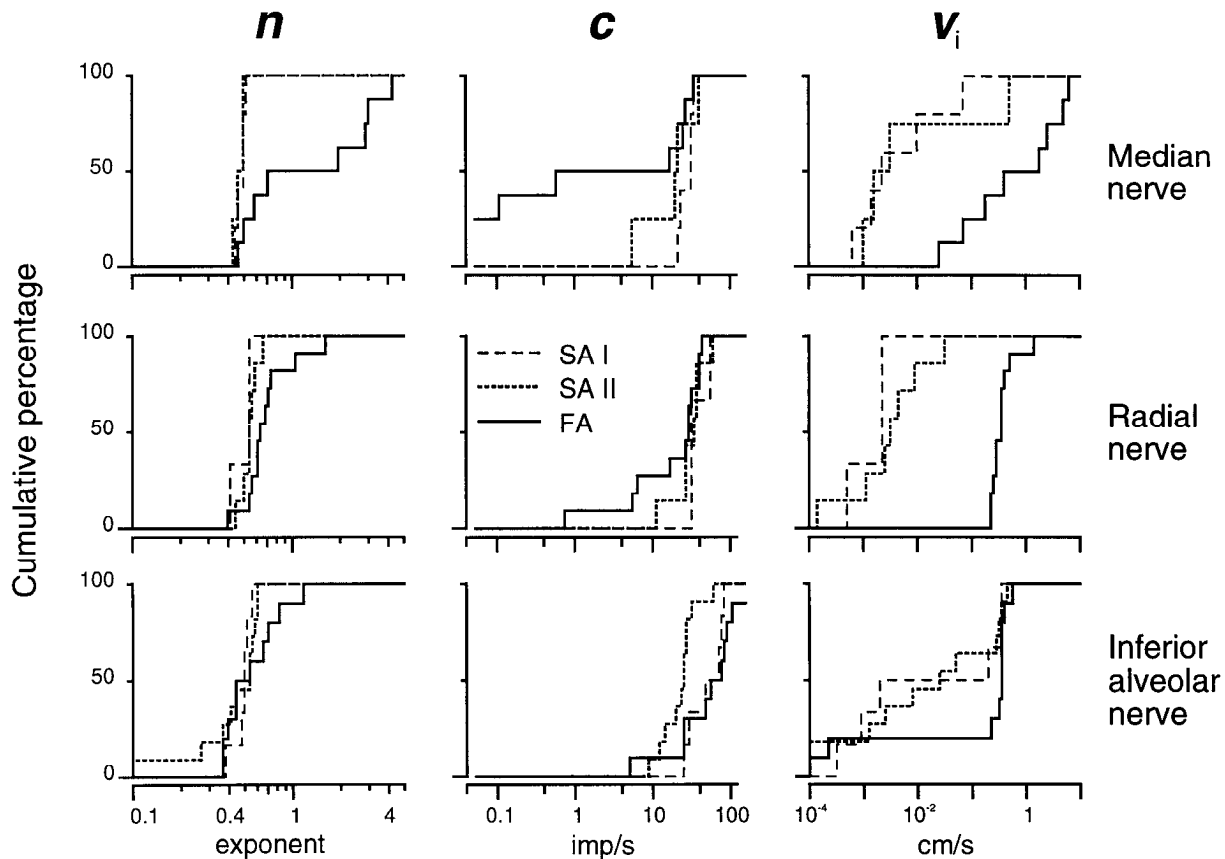 n c vi
Cumulative percentage
100
50
0
Median
nerve
100
50
0
SA I
SA II
FA
Radial
nerve
100
50
0
Inferior
alveolar
nerve
0.1 0.4 1 4
exponent
1 10 100
imp/s
10-4 10-2 1
cm/s